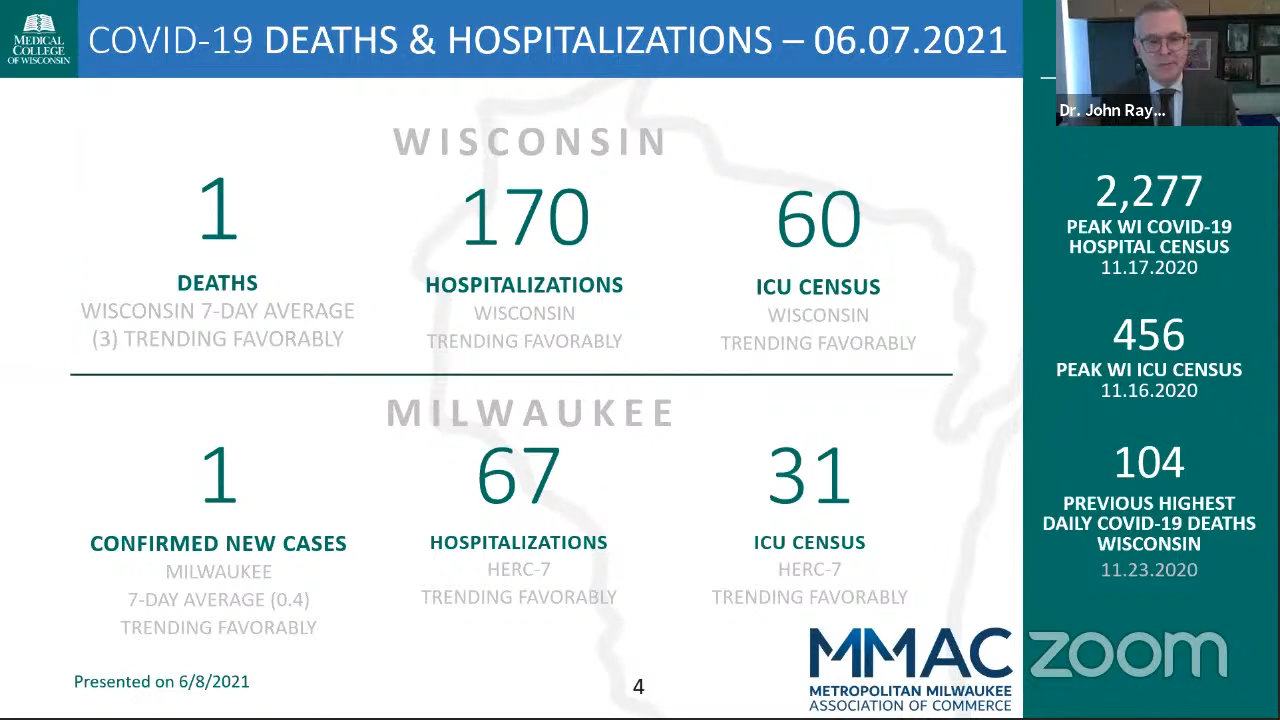 MEDICAL
COLLEGE
OF WISCONSIN
COVID-19 DEATHS & HOSPITALIZATIONS – 06.07.2021
Dr. John Ray...
WISCONSIN
1
DEATHS
WISCONSIN 7-DAY AVERAGE
(3) TRENDING FAVORABLY
170
HOSPITALIZATIONS
WISCONSIN
TRENDING FAVORABLY
60
ICU CENSUS
WISCONSIN
TRENDING FAVORABLY
MILWAUKEE
1
CONFIRMED NEW CASES
MILWAUKEE
7-DAY AVERAGE (0.4)
TRENDING FAVORABLY
67
HOSPITALIZATIONS
HERC-7
TRENDING FAVORABLY
31
ICU CENSUS
HERC-7
TRENDING FAVORABLY
2,277
PEAK WI COVID-19
HOSPITAL CENSUS
11.17.2020
456
PEAK WI ICU CENSUS
11.16.2020
104
PREVIOUS HIGHEST
DAILY COVID-19 DEATHS
WISCONSIN
11.23.2020
Presented on 6/8/2021
4
MMAC
METROPOLITAN MILWAUKEE
ASSOCIATION OF COMMERCE
zoom